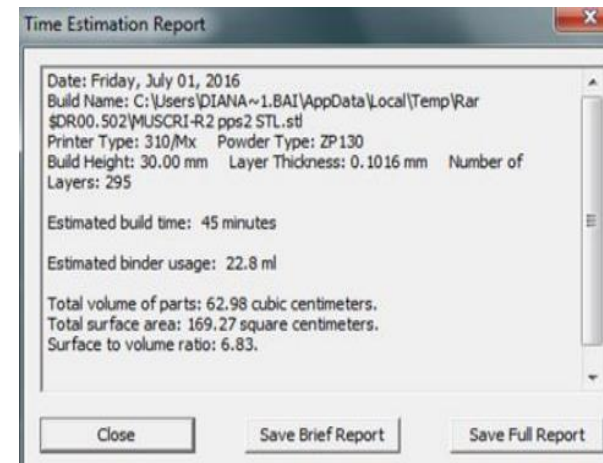 Time Estimation Report
Date: Friday, July 01, 2016
Build Name: C:\Users\DIANA~1.BAI\AppData\Local\Temp\Rar
$DR00.502\MUSCRI-R2 pps2 STL.stl
Printer Type: 310/Mx Powder Type: ZP130
Build Height: 30.00 mm Layer Thickness: 0.1016 mm Number of
Layers: 295
Estimated build time: 45 minutes
Estimated binder usage: 22.8 ml
Total volume of parts: 62.98 cubic centimeters.
Total surface area: 169.27 square centimeters.
Surface to volume ratio: 6.83.
Close Save Brief Report Save Full Report